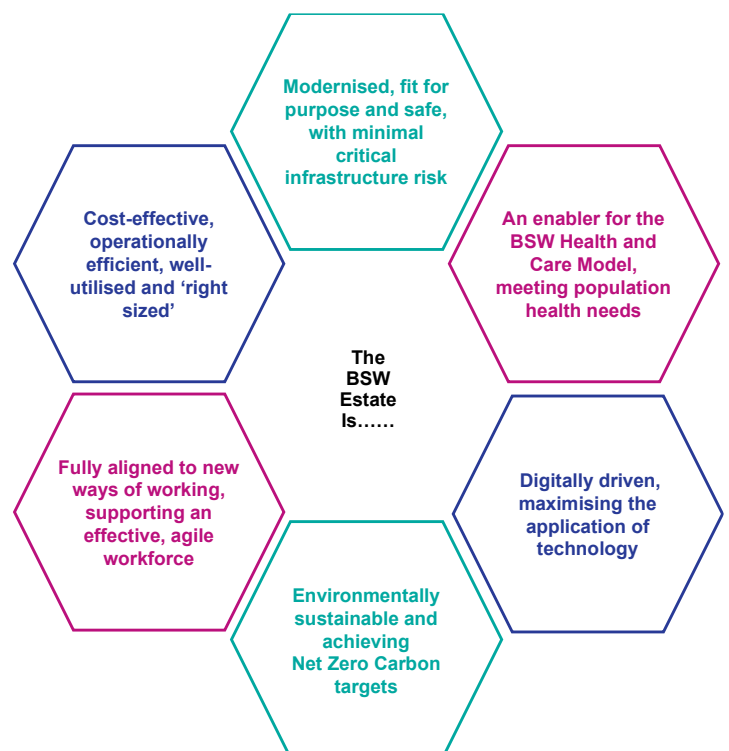 Modernised, fit for
purpose and safe,
with minimal
critical
infrastructure risk
An enabler for the
BSW Health and
Care Model,
meeting population
health needs
Digitally driven,
maximising the
application of
technology
Environmentally
sustainable and
achieving
Net Zero Carbon
targets
Fully aligned to new
ways of working,
supporting an
effective, agile
workforce
Cost-effective,
operationally
efficient, well-
utilised and ‘right
sized’
The
BSW
Estate
Is......